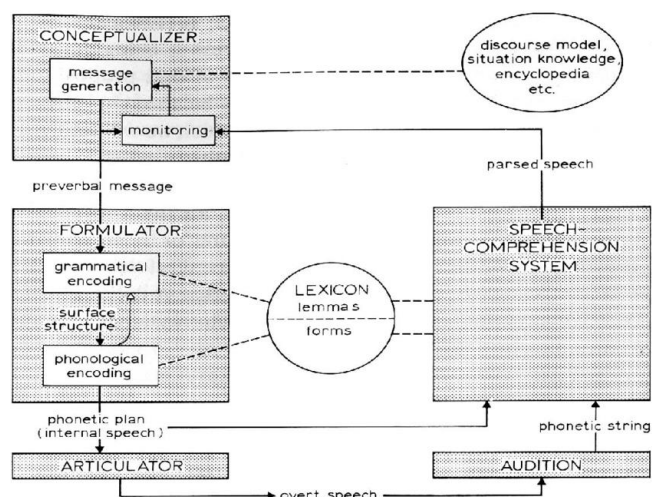 CONCEPTUALIZER
message
generation
monitoring
discourse model,
situation knowledge,
encyclopedia
etc.
parsed speech
preverbal message
FORMULATOR
grammatical
encoding
surface
structure
phonological
encoding
LEXICON
lemmas
forms
SPEECH-
COMPREHENSION
SYSTEM
phonetic plan
(internal speech)
phonetic string
ARTICULATOR
AUDITION
overt speech